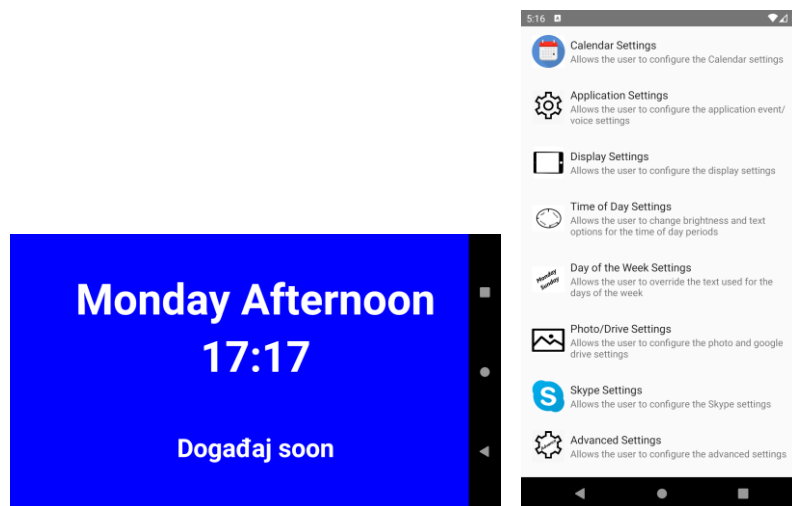 Monday Afternoon
17:17
Događaj soon
5:16
Calendar Settings
Allows the user to configure the Calendar settings
Application Settings
Allows the user to configure the application event/
voice settings
Display Settings
Allows the user to configure the display settings
Time of Day Settings
Allows the user to change brightness and text
options for the time of day periods
Monday
Sunday
Day of the Week Settings
Allows the user to override the text used for the
days of the week
Photo/Drive Settings
Allows the user to configure the photo and google
drive settings
S
Skype Settings
Allows the user to configure the Skype settings
Advanced Settings
Allows the user to configure the advanced settings